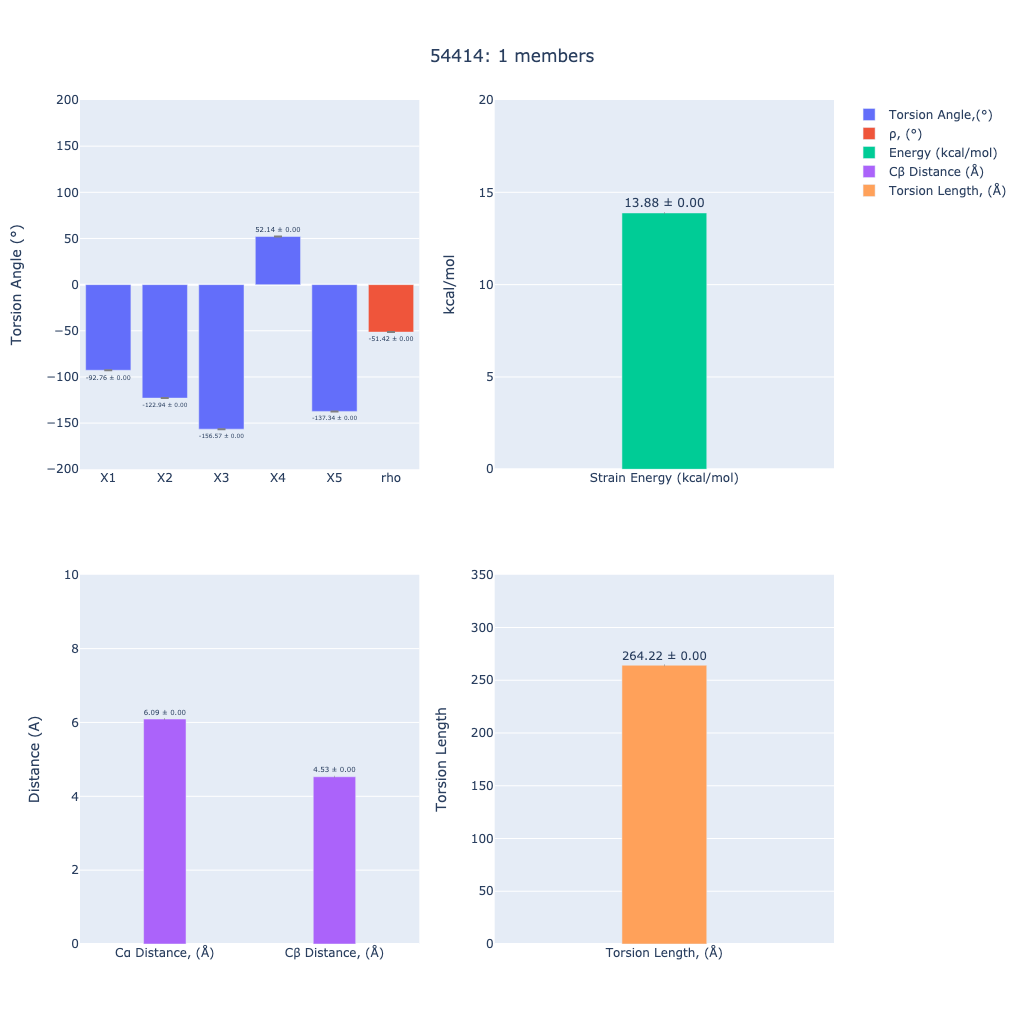 54414: 1 members
Torsion Angle (°)
200
150
100
50
0
−50
−100
−150
−200
-92.76 ± 0.00
-122.94 ± 0.00
-156.57 ± 0.00
52.14 ± 0.00
-137.34 ± 0.00
-51.42 ± 0.00
X1 X2 X3 X4 X5 rho
kcal/mol
20
15
10
5
0
13.88 ± 0.00
Strain Energy (kcal/mol)
Torsion Angle,(°)
ρ, (°)
Energy (kcal/mol)
Cβ Distance (Å)
Torsion Length, (Å)
Distance (A)
10
8
6
4
2
0
6.09 ± 0.00
4.53 ± 0.00
Cα Distance, (Å) Cβ Distance, (Å)
Torsion Length
350
300
250
200
150
100
50
0
264.22 ± 0.00
Torsion Length, (Å)